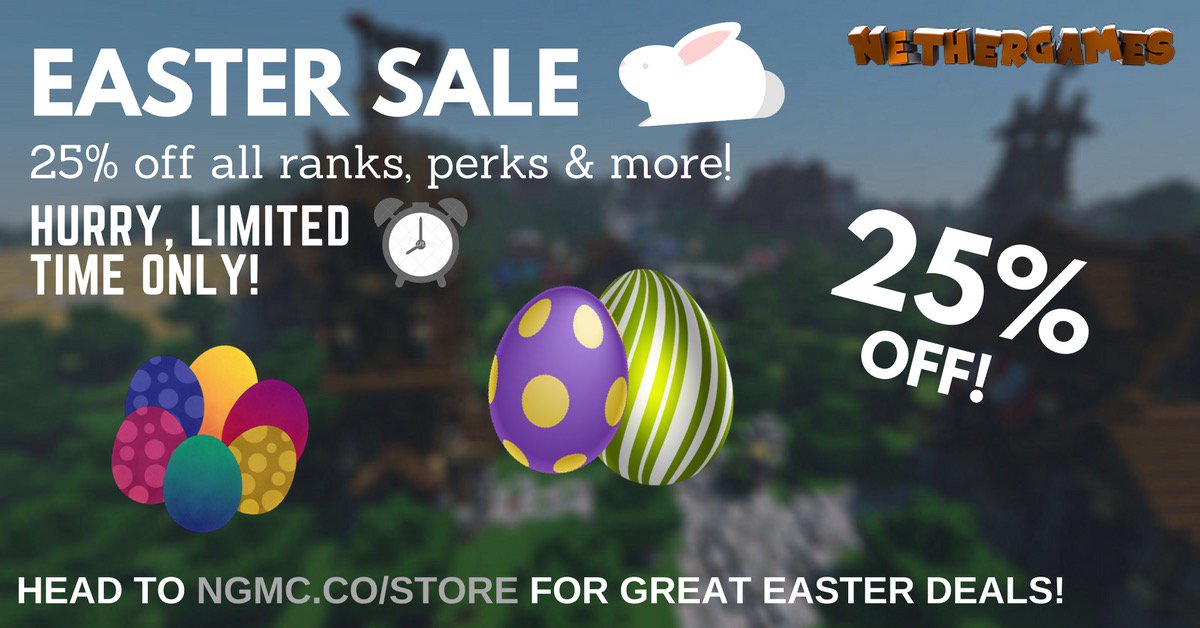 EASTER SALE
NETHERGAMES
25% off all ranks, perks & more!
HURRY, LIMITED
TIME ONLY!
25%
OFF!
HEAD TO NGMC.CO/STORE FOR GREAT EASTER DEALS!